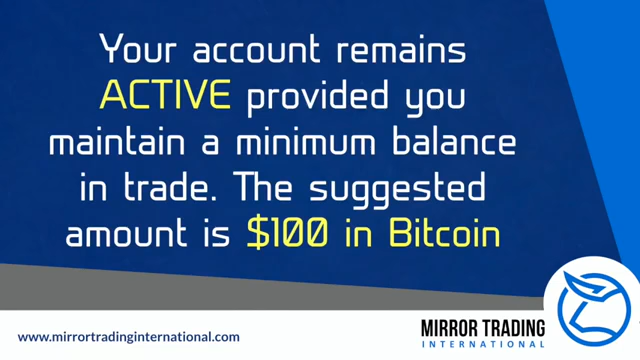 Your account remains
ACTIVE provided you
maintain a minimum balance
in trade. The suggested
amount is $100 in Bitcoin
www.mirrortradinginternational.com
MIRROR TRADING
INTERNATIONAL